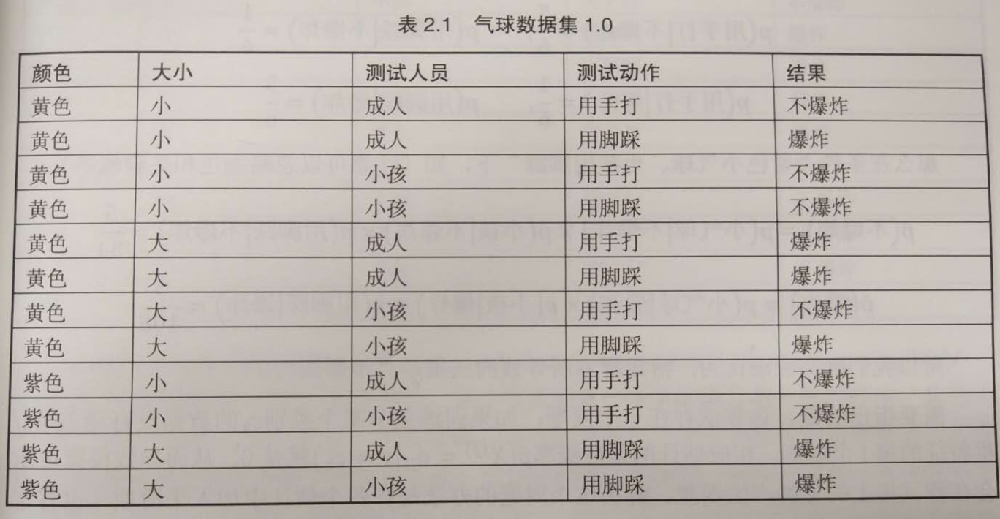 表 2.1 气球数据集 1.0
颜色 大小 测试人员 测试动作 结果
黄色 小 成人 用手打 不爆炸
黄色 小 成人 用脚踩 爆炸
黄色 小 小孩 用手打 不爆炸
黄色 小 小孩 用脚踩 不爆炸
黄色 大 成人 用手打 爆炸
黄色 大 成人 用脚踩 爆炸
黄色 大 小孩 用手打 不爆炸
黄色 大 小孩 用脚踩 爆炸
紫色 小 成人 用手打 不爆炸
紫色 小 小孩 用手打 不爆炸
紫色 大 成人 用脚踩 爆炸
紫色 大 小孩 用脚踩 爆炸